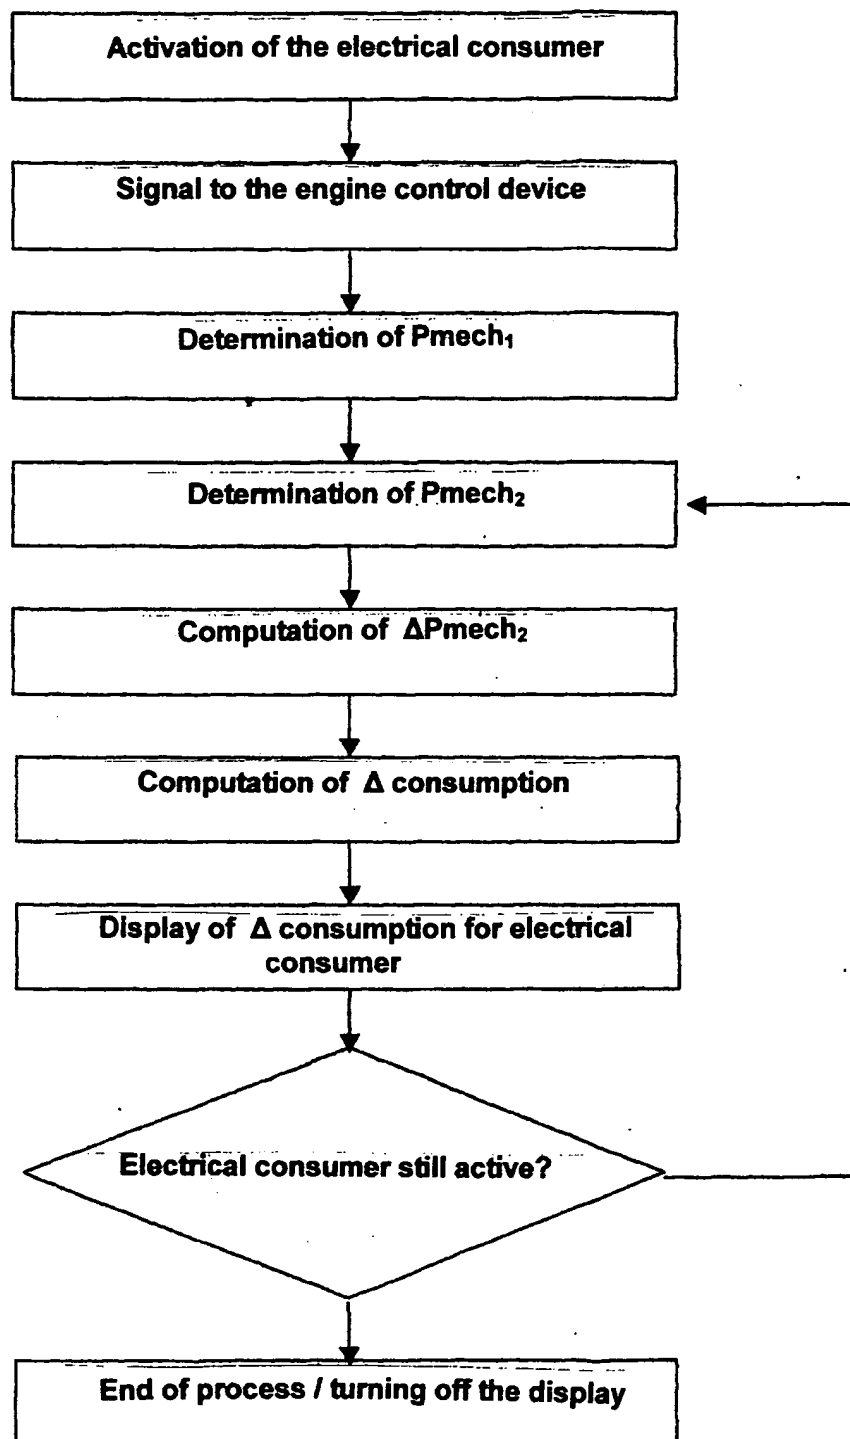 Activation of the electrical consumer
Signal to the engine control device
Determination of Pmech₁
Determination of Pmech₂
Computation of ΔPmech₂
Computation of Δ consumption
Display of Δ consumption for electrical
consumer
Electrical consumer still active?
End of process / turning off the display